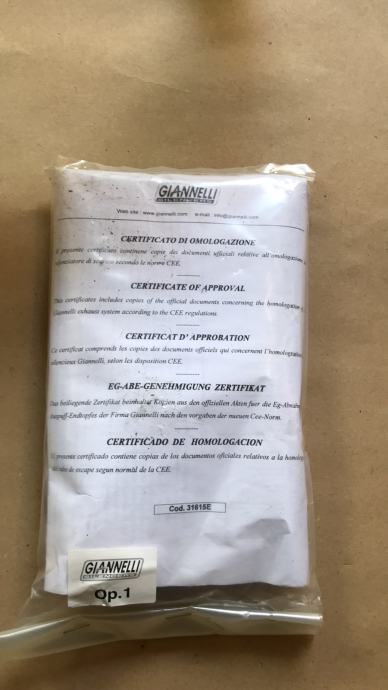 GIANNELLI
SILENCERS
Web site : www.giannelli.com e-mail : info@giannelli.com
CERTIFICATO DI OMOLOGAZIONE
Il presente certificato contiene copie dei documenti ufficiali relative all'omologazione
silenziatore di secondo le norme CEE.
CERTIFICATE OF APPROVAL
This certificates includes copies of the official documents concerning the homologation of
Giannelli exhaust system according to the CEE regulations.
CERTIFICAT D' APPROBATION
Ce certificat comprends les copies des documents officiels qui concernent l'homologation
silencieux Giannelli, selon les disposition CEE.
EG-ABE-GENEHMIGUNG ZERTIFIKAT
Das beiliegende Zertifikat beinhaltet Kopien aus den offiziellen Akten fuer die Eg-Abe
Auspuff-Endtopfes der Firma Giannelli nach den vorgaben der neuen Cee-Norm.
CERTIFICADO DE HOMOLOGACION
El presente certificado contiene copias de los documentos oficiales relativos a la
de escape segun normal de la CEE.
Cod. 31615E
GIANNELLI
SILENCERS
Op.1